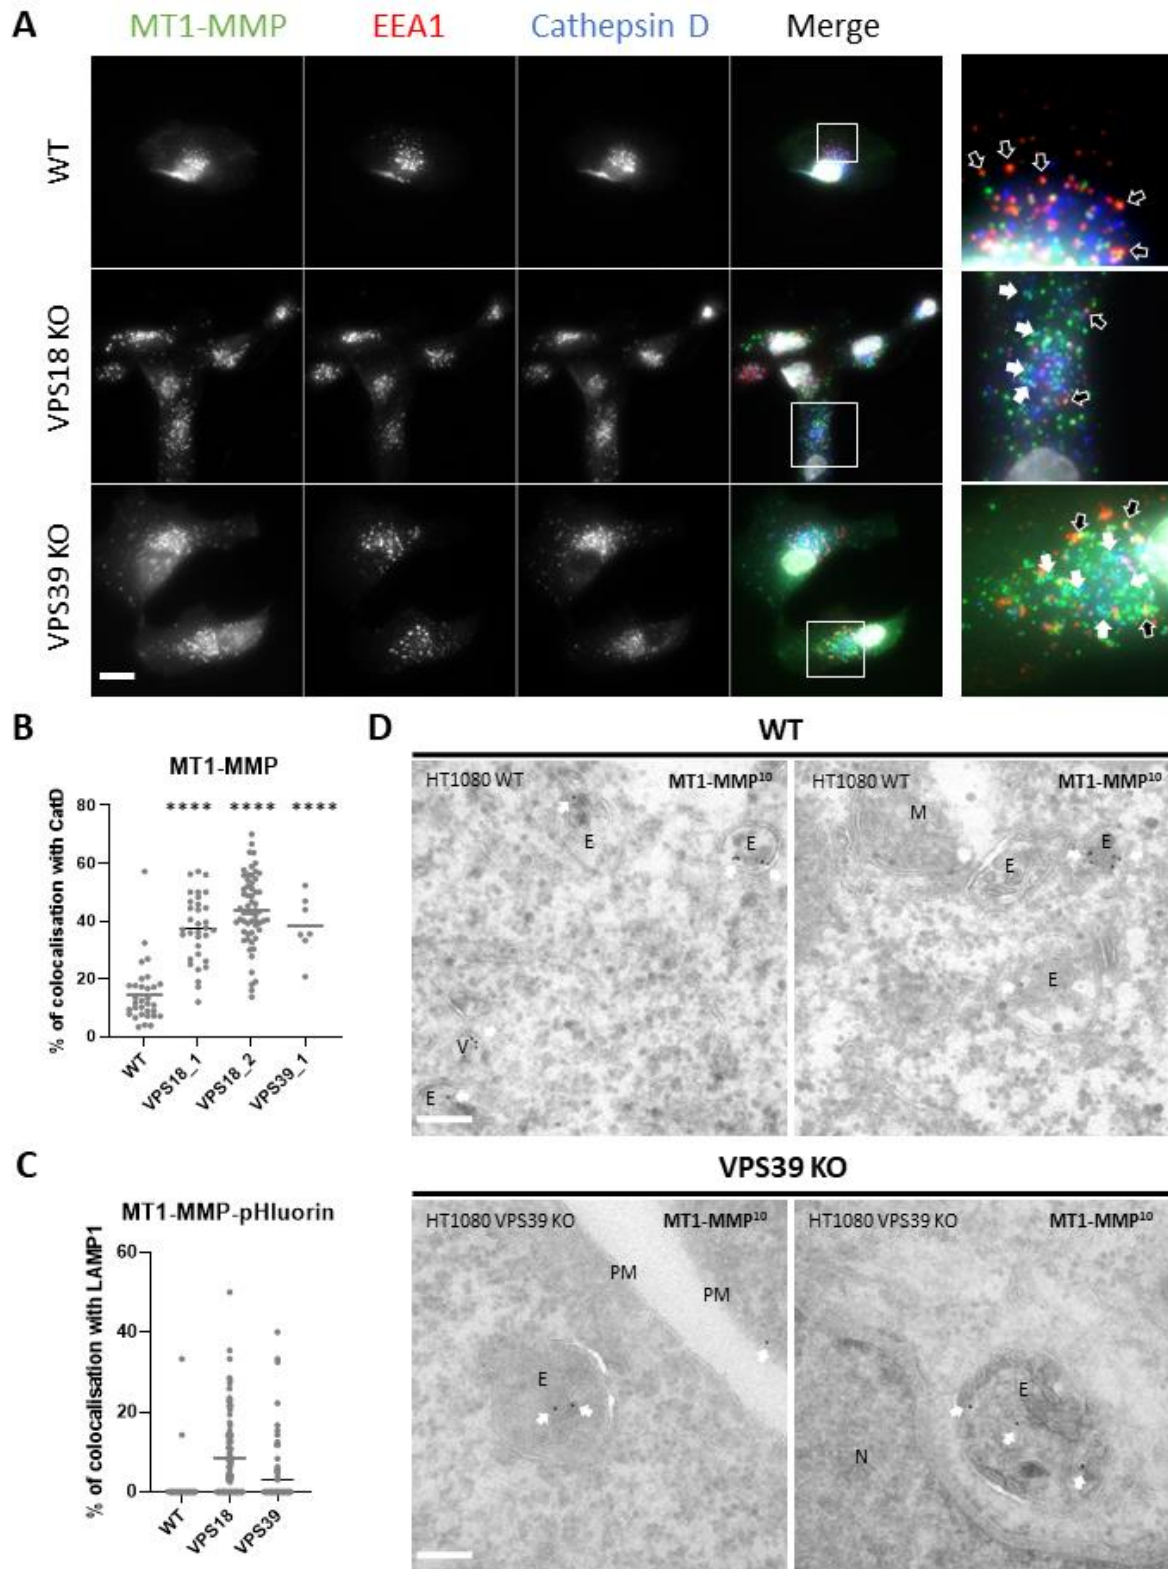 A
MT1-MMP EEA1 Cathepsin D Merge
WT
VPS18 KO
VPS39 KO
B
MT1-MMP
% of colocalisation with CatD
80
60
40
20
0
**** **** ****
WT VPS18_1 VPS18_2 VPS39_1
C
MT1-MMP-pHluorin
% of colocalisation with LAMP1
60
40
20
0
WT VPS18 VPS39
D
WT
HT1080 WT MT1-MMP¹⁰
E
E
V
E
HT1080 WT MT1-MMP¹⁰
M
E
E
E
VPS39 KO
HT1080 VPS39 KO MT1-MMP¹⁰
PM
PM
E
HT1080 VPS39 KO MT1-MMP¹⁰
E
N